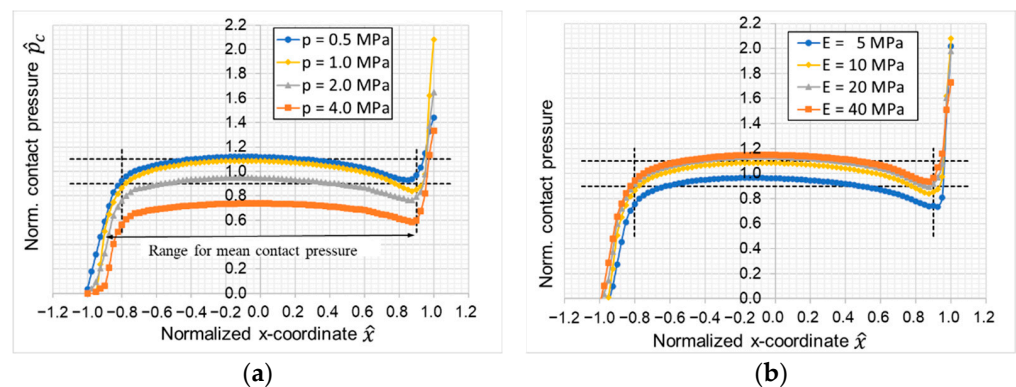 Norm. contact pressure p̂c
2.2
2.0
1.8
1.6
1.4
1.2
1.0
0.8
0.6
0.4
0.2
0.0
p = 0.5 MPa
p = 1.0 MPa
p = 2.0 MPa
p = 4.0 MPa
Range for mean contact pressure
−1.2 −1.0 −0.8 −0.6 −0.4 −0.2 0.0 0.2 0.4 0.6 0.8 1.0 1.2
Normalized x-coordinate x̂
(a)
Norm. contact pressure
2.2
2.0
1.8
1.6
1.4
1.2
1.0
0.8
0.6
0.4
0.2
0.0
E = 5 MPa
E = 10 MPa
E = 20 MPa
E = 40 MPa
−1.2 −1.0 −0.8 −0.6 −0.4 −0.2 0.0 0.2 0.4 0.6 0.8 1.0 1.2
Normalized x-coordinate x̂
(b)